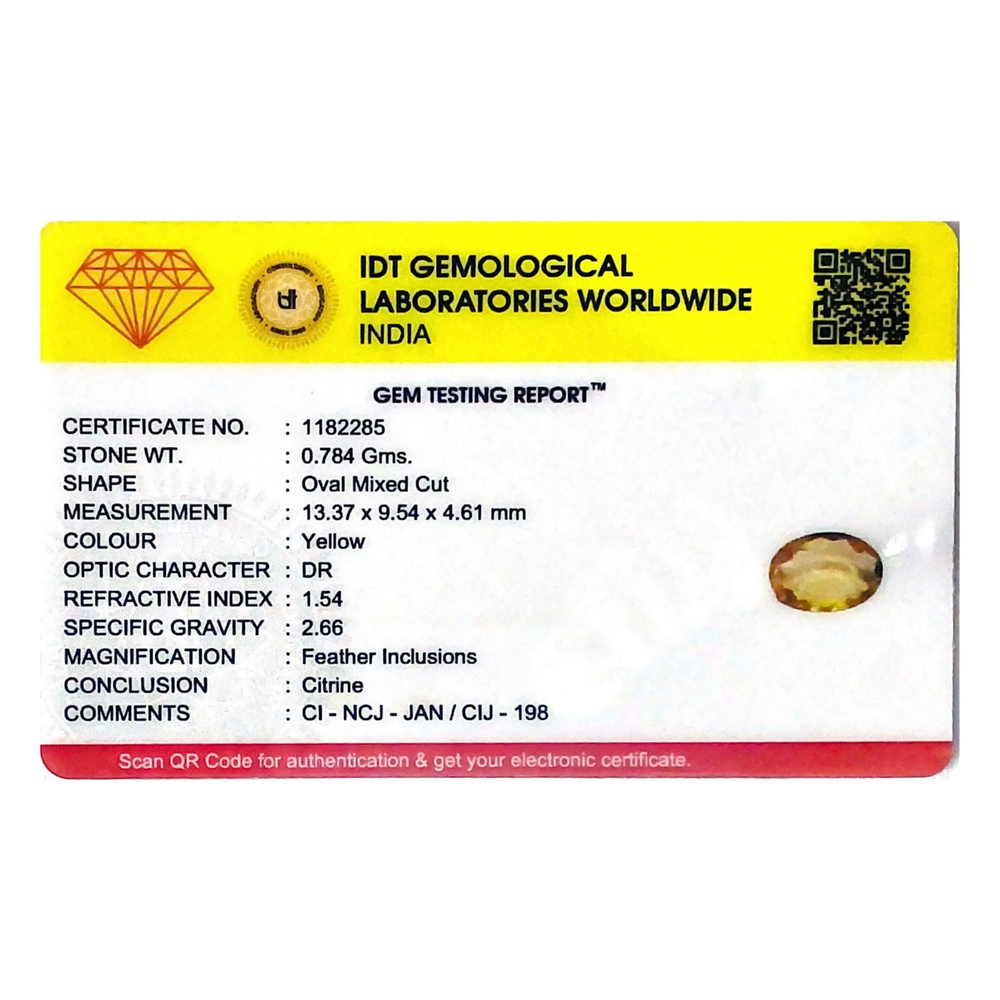 IDT GEMOLOGICAL
LABORATORIES WORLDWIDE
INDIA
GEM TESTING REPORT™
CERTIFICATE NO. : 1182285
STONE WT. : 0.784 Gms.
SHAPE : Oval Mixed Cut
MEASUREMENT : 13.37 x 9.54 x 4.61 mm
COLOUR : Yellow
OPTIC CHARACTER : DR
REFRACTIVE INDEX : 1.54
SPECIFIC GRAVITY : 2.66
MAGNIFICATION : Feather Inclusions
CONCLUSION : Citrine
COMMENTS : CI - NCJ - JAN / CIJ - 198
Scan QR Code for authentication & get your electronic certificate.